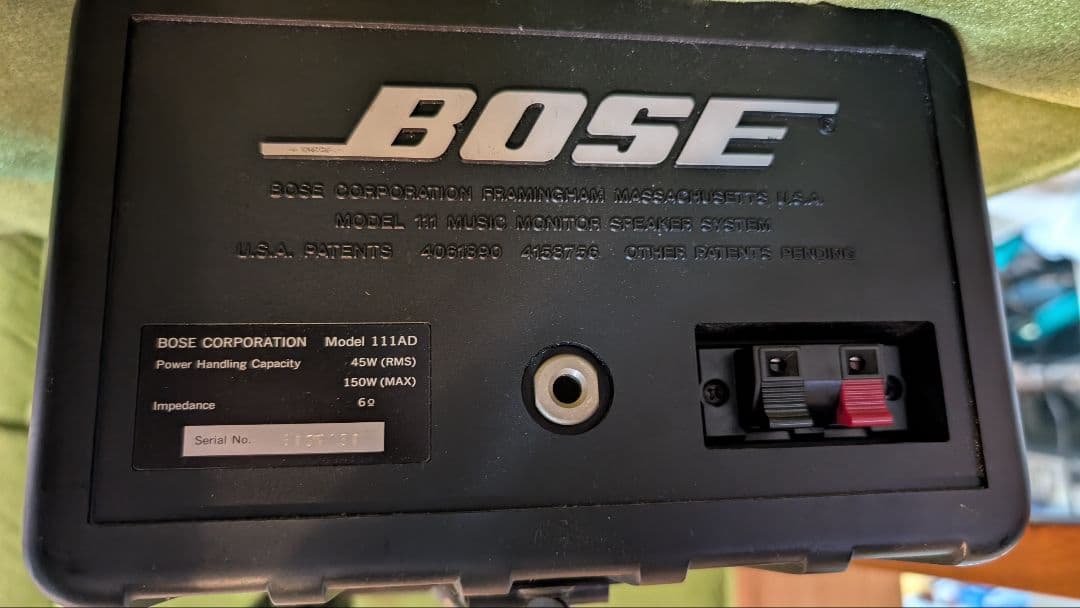 BOSE
BOSE CORPORATION FRAMINGHAM MASSACHUSETTS U.S.A.
MODEL 111 MUSIC MONITOR SPEAKER SYSTEM
U.S.A. PATENTS 4061890 4158756 OTHER PATENTS PENDING
BOSE CORPORATION Model 111AD
Power Handling Capacity 45W (RMS)
150W (MAX)
Impedance 6Ω
Serial No.